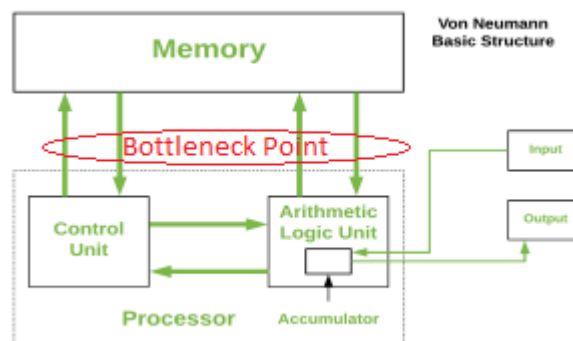 Von Neumann
Basic Structure
Memory
Bottleneck Point
Input
Output
Control
Unit
Arithmetic
Logic Unit
Processor
Accumulator